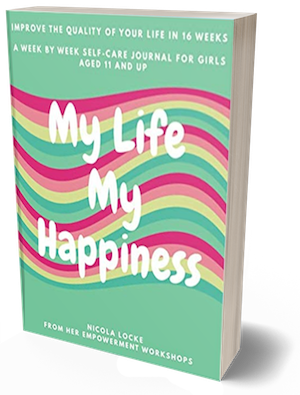 IMPROVE THE QUALITY OF YOUR LIFE IN 16 WEEKS
A WEEK BY WEEK SELF-CARE JOURNAL FOR GIRLS
AGED 11 AND UP
My Life
My
Happiness
NICOLA LOCKE
FROM HER EMPOWERMENT WORKSHOPS